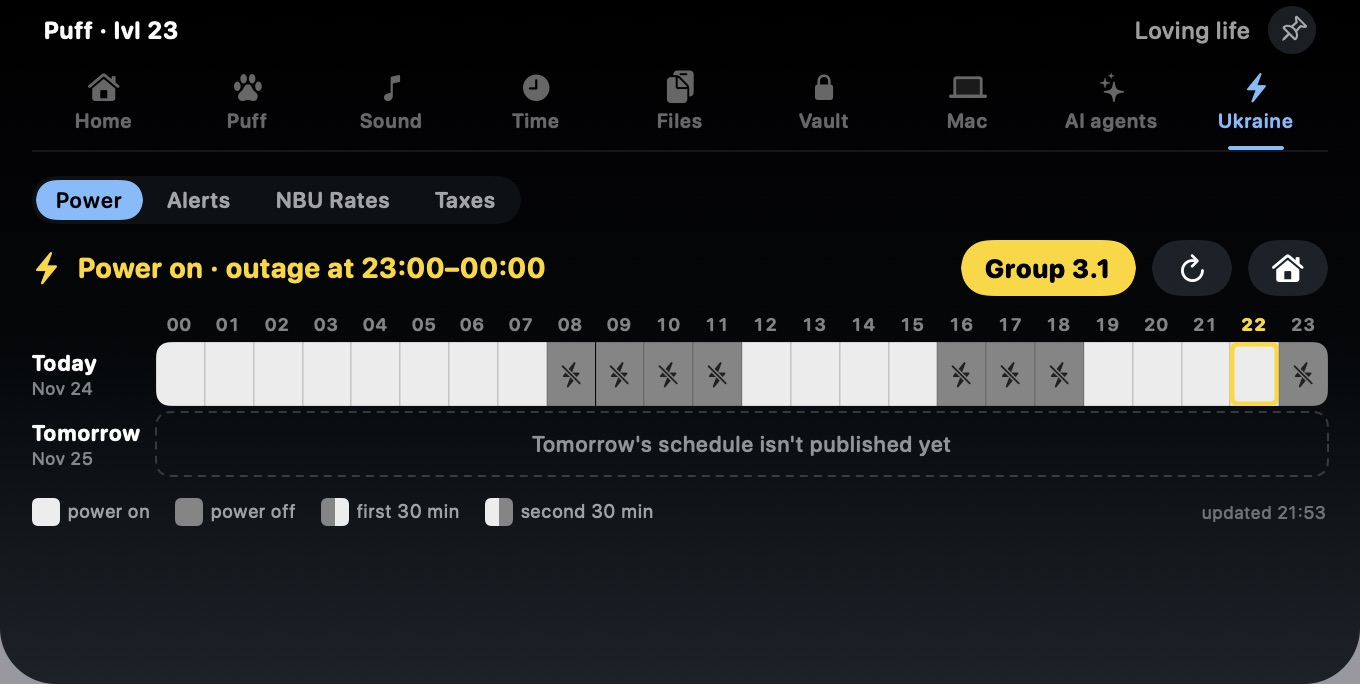 Puff · lvl 23
Loving life
Home Puff Sound Time Files Vault Mac AI agents Ukraine
Power Alerts NBU Rates Taxes
Power on · outage at 23:00–00:00
Group 3.1
00 01 02 03 04 05 06 07 08 09 10 11 12 13 14 15 16 17 18 19 20 21 22 23
Today
Nov 24
Tomorrow
Nov 25
Tomorrow's schedule isn't published yet
power on power off first 30 min second 30 min
updated 21:53